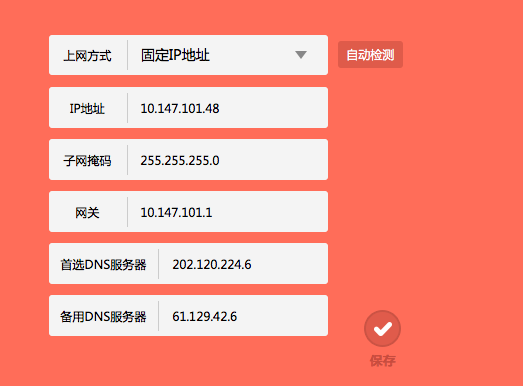 上网方式 固定IP地址 自动检测
IP地址 10.147.101.48
子网掩码 255.255.255.0
网关 10.147.101.1
首选DNS服务器 202.120.224.6
备用DNS服务器 61.129.42.6
保存